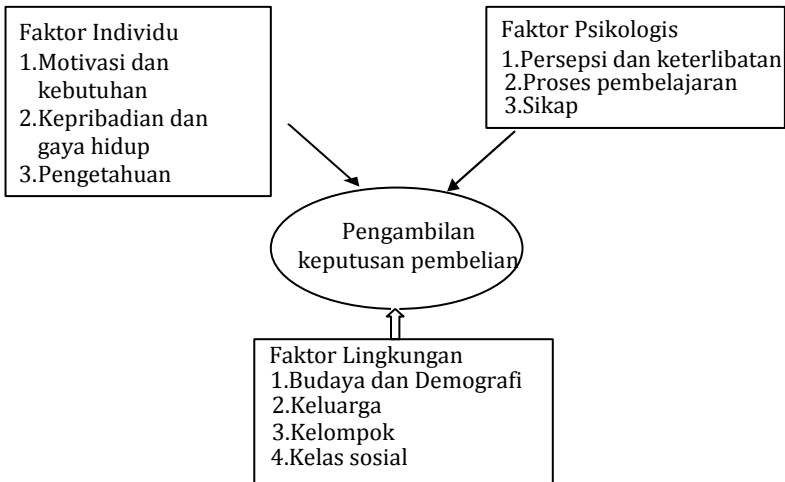 Faktor Individu
1.Motivasi dan
kebutuhan
2.Kepribadian dan
gaya hidup
3.Pengetahuan
Faktor Psikologis
1.Persepsi dan keterlibatan
2.Proses pembelajaran
3.Sikap
Pengambilan
keputusan pembelian
Faktor Lingkungan
1.Budaya dan Demografi
2.Keluarga
3.Kelompok
4.Kelas sosial